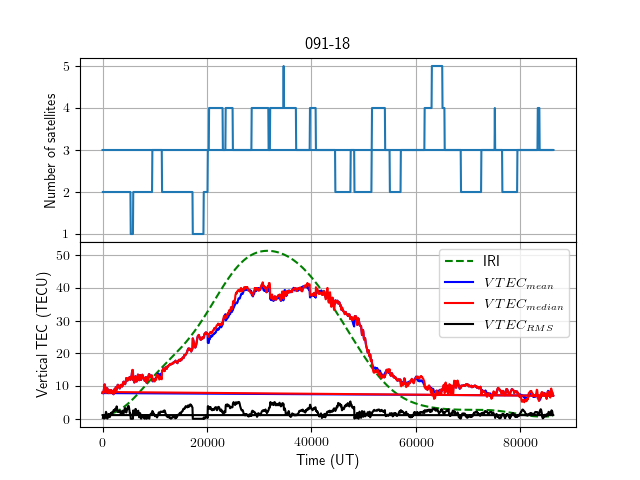 091-18
Number of satellites
5
4
3
2
1
Vertical TEC (TECU)
50
40
30
20
10
0
IRI
VTEC_mean
VTEC_median
VTEC_RMS
0 20000 40000 60000 80000
Time (UT)